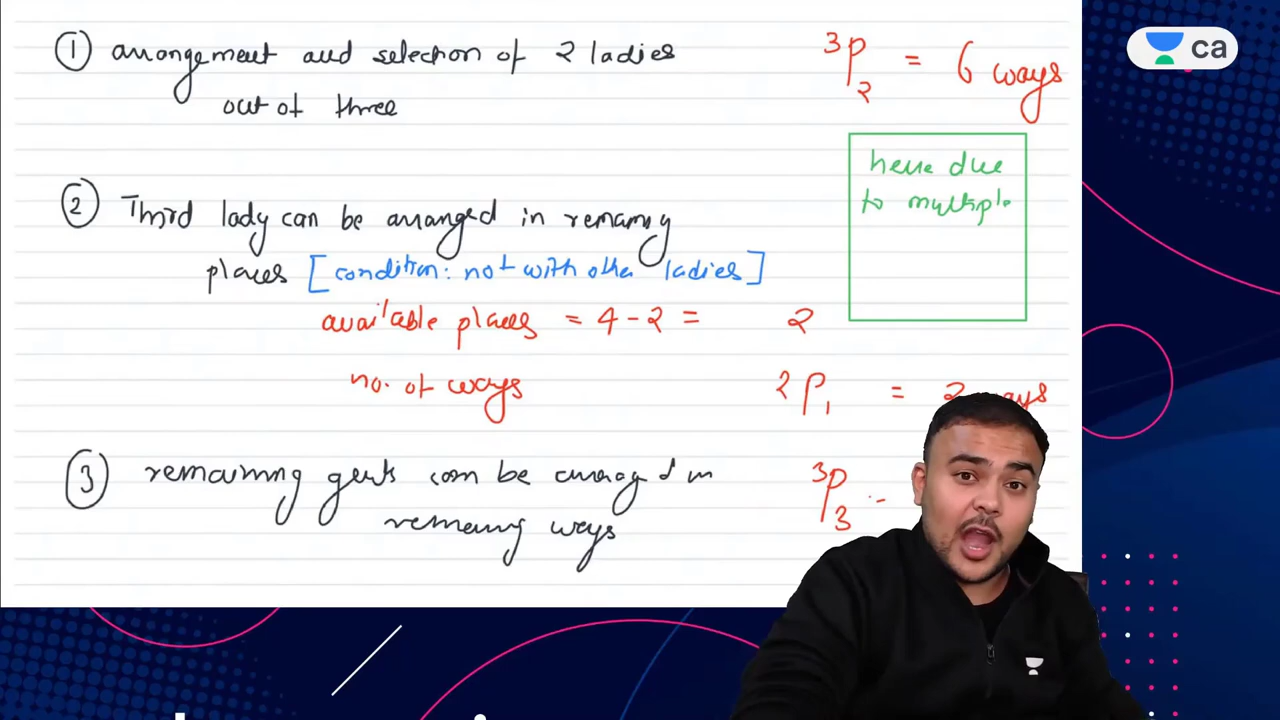 ① arrangement and selection of 2 ladies
out of three
³P₂ = 6 ways
ca
here due
to multiple
② Third lady can be arranged in remaining
places [condition: not with other ladies]
available places = 4 - 2 = 2
no. of ways ²P₁ =
③ remaining gents can be arranged in
remaining ways
³P₃ =